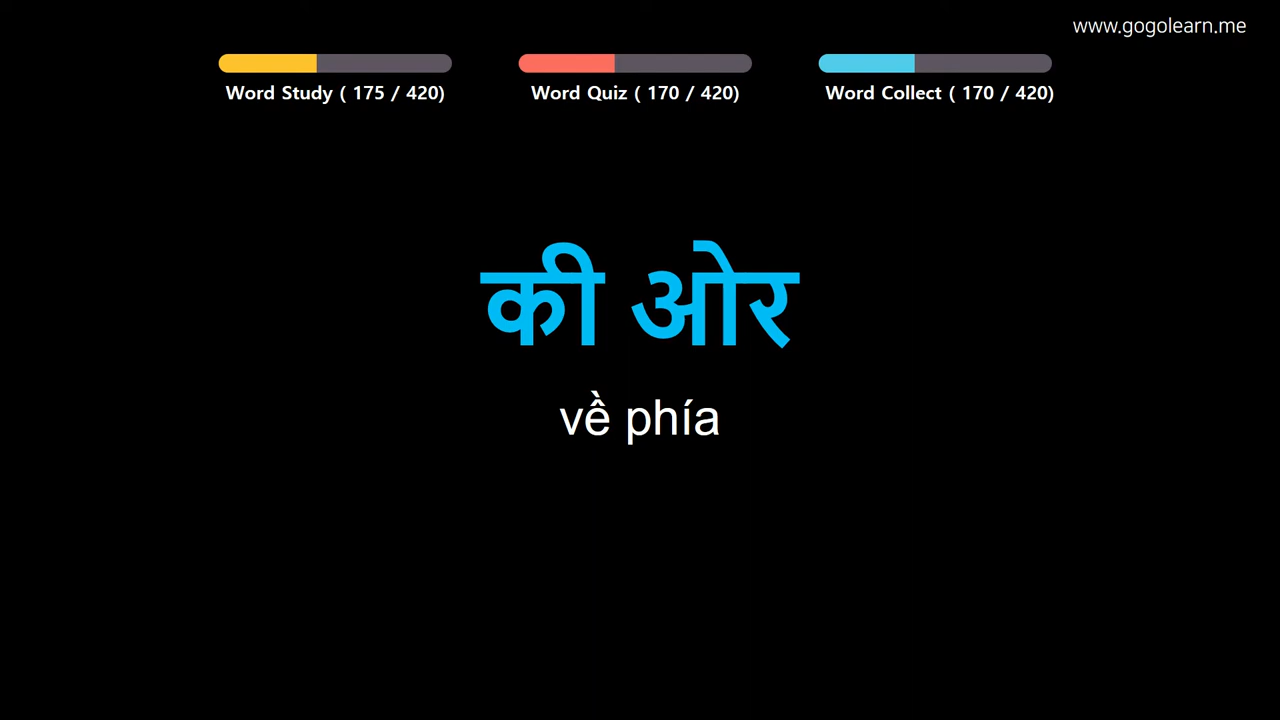 www.gogolearn.me
Word Study ( 175 / 420)
Word Quiz ( 170 / 420)
Word Collect ( 170 / 420)
की ओर
về phía